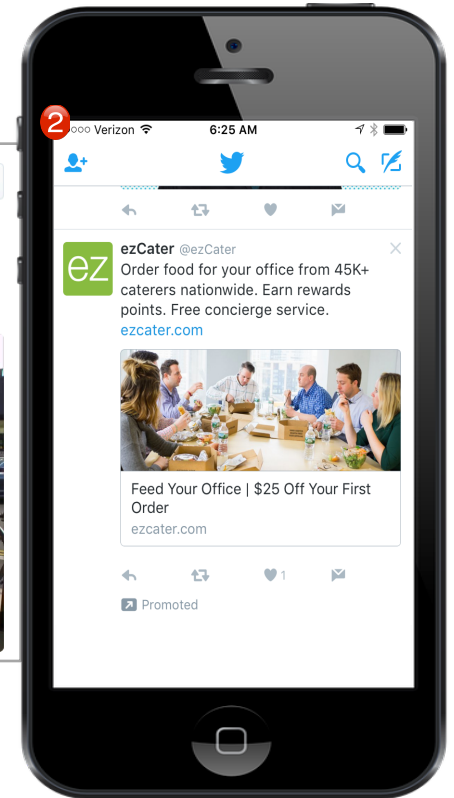 2
Verizon 6:25 AM
ezCater @ezCater
ez
Order food for your office from 45K+
caterers nationwide. Earn rewards
points. Free concierge service.
ezcater.com
Feed Your Office | $25 Off Your First
Order
ezcater.com
1
Promoted